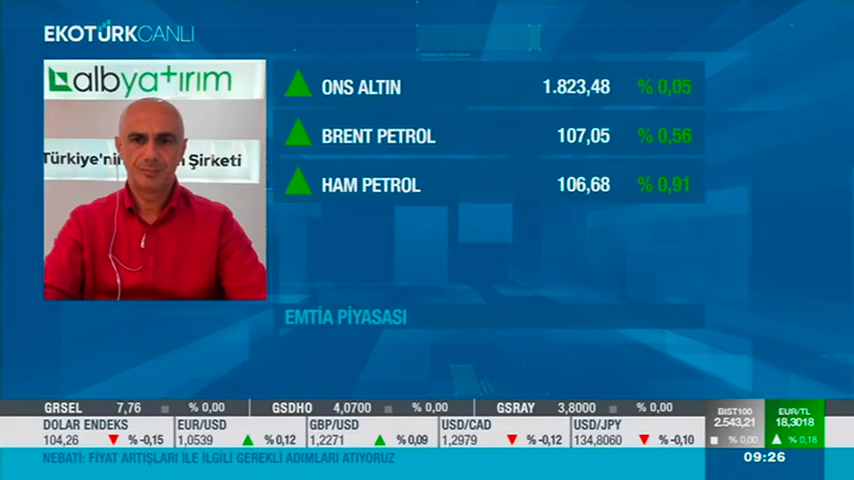 EKOTÜRK CANLI
albyatırım
Türkiye'nin Şirketi
ONS ALTIN 1.823,48 % 0,05
BRENT PETROL 107,05 % 0,56
HAM PETROL 106,68 % 0,91
EMTİA PİYASASI
GRSEL 7,76 % 0,00 GSDHO 4,0700 % 0,00 GSRAY 3,8000 % 0,00
DOLAR ENDEKS EUR/USD GBP/USD USD/CAD USD/JPY
104,26 % -0,15 1,0539 % 0,12 1,2271 % 0,09 1,2979 % -0,12 134,8060 % -0,10
BIST100
2.543,21
% 0,00
EUR/TL
18,3018
% 0,18
NEBATİ: FİYAT ARTIŞLARI İLE İLGİLİ GEREKLİ ADIMLARI ATIYORUZ
09:26